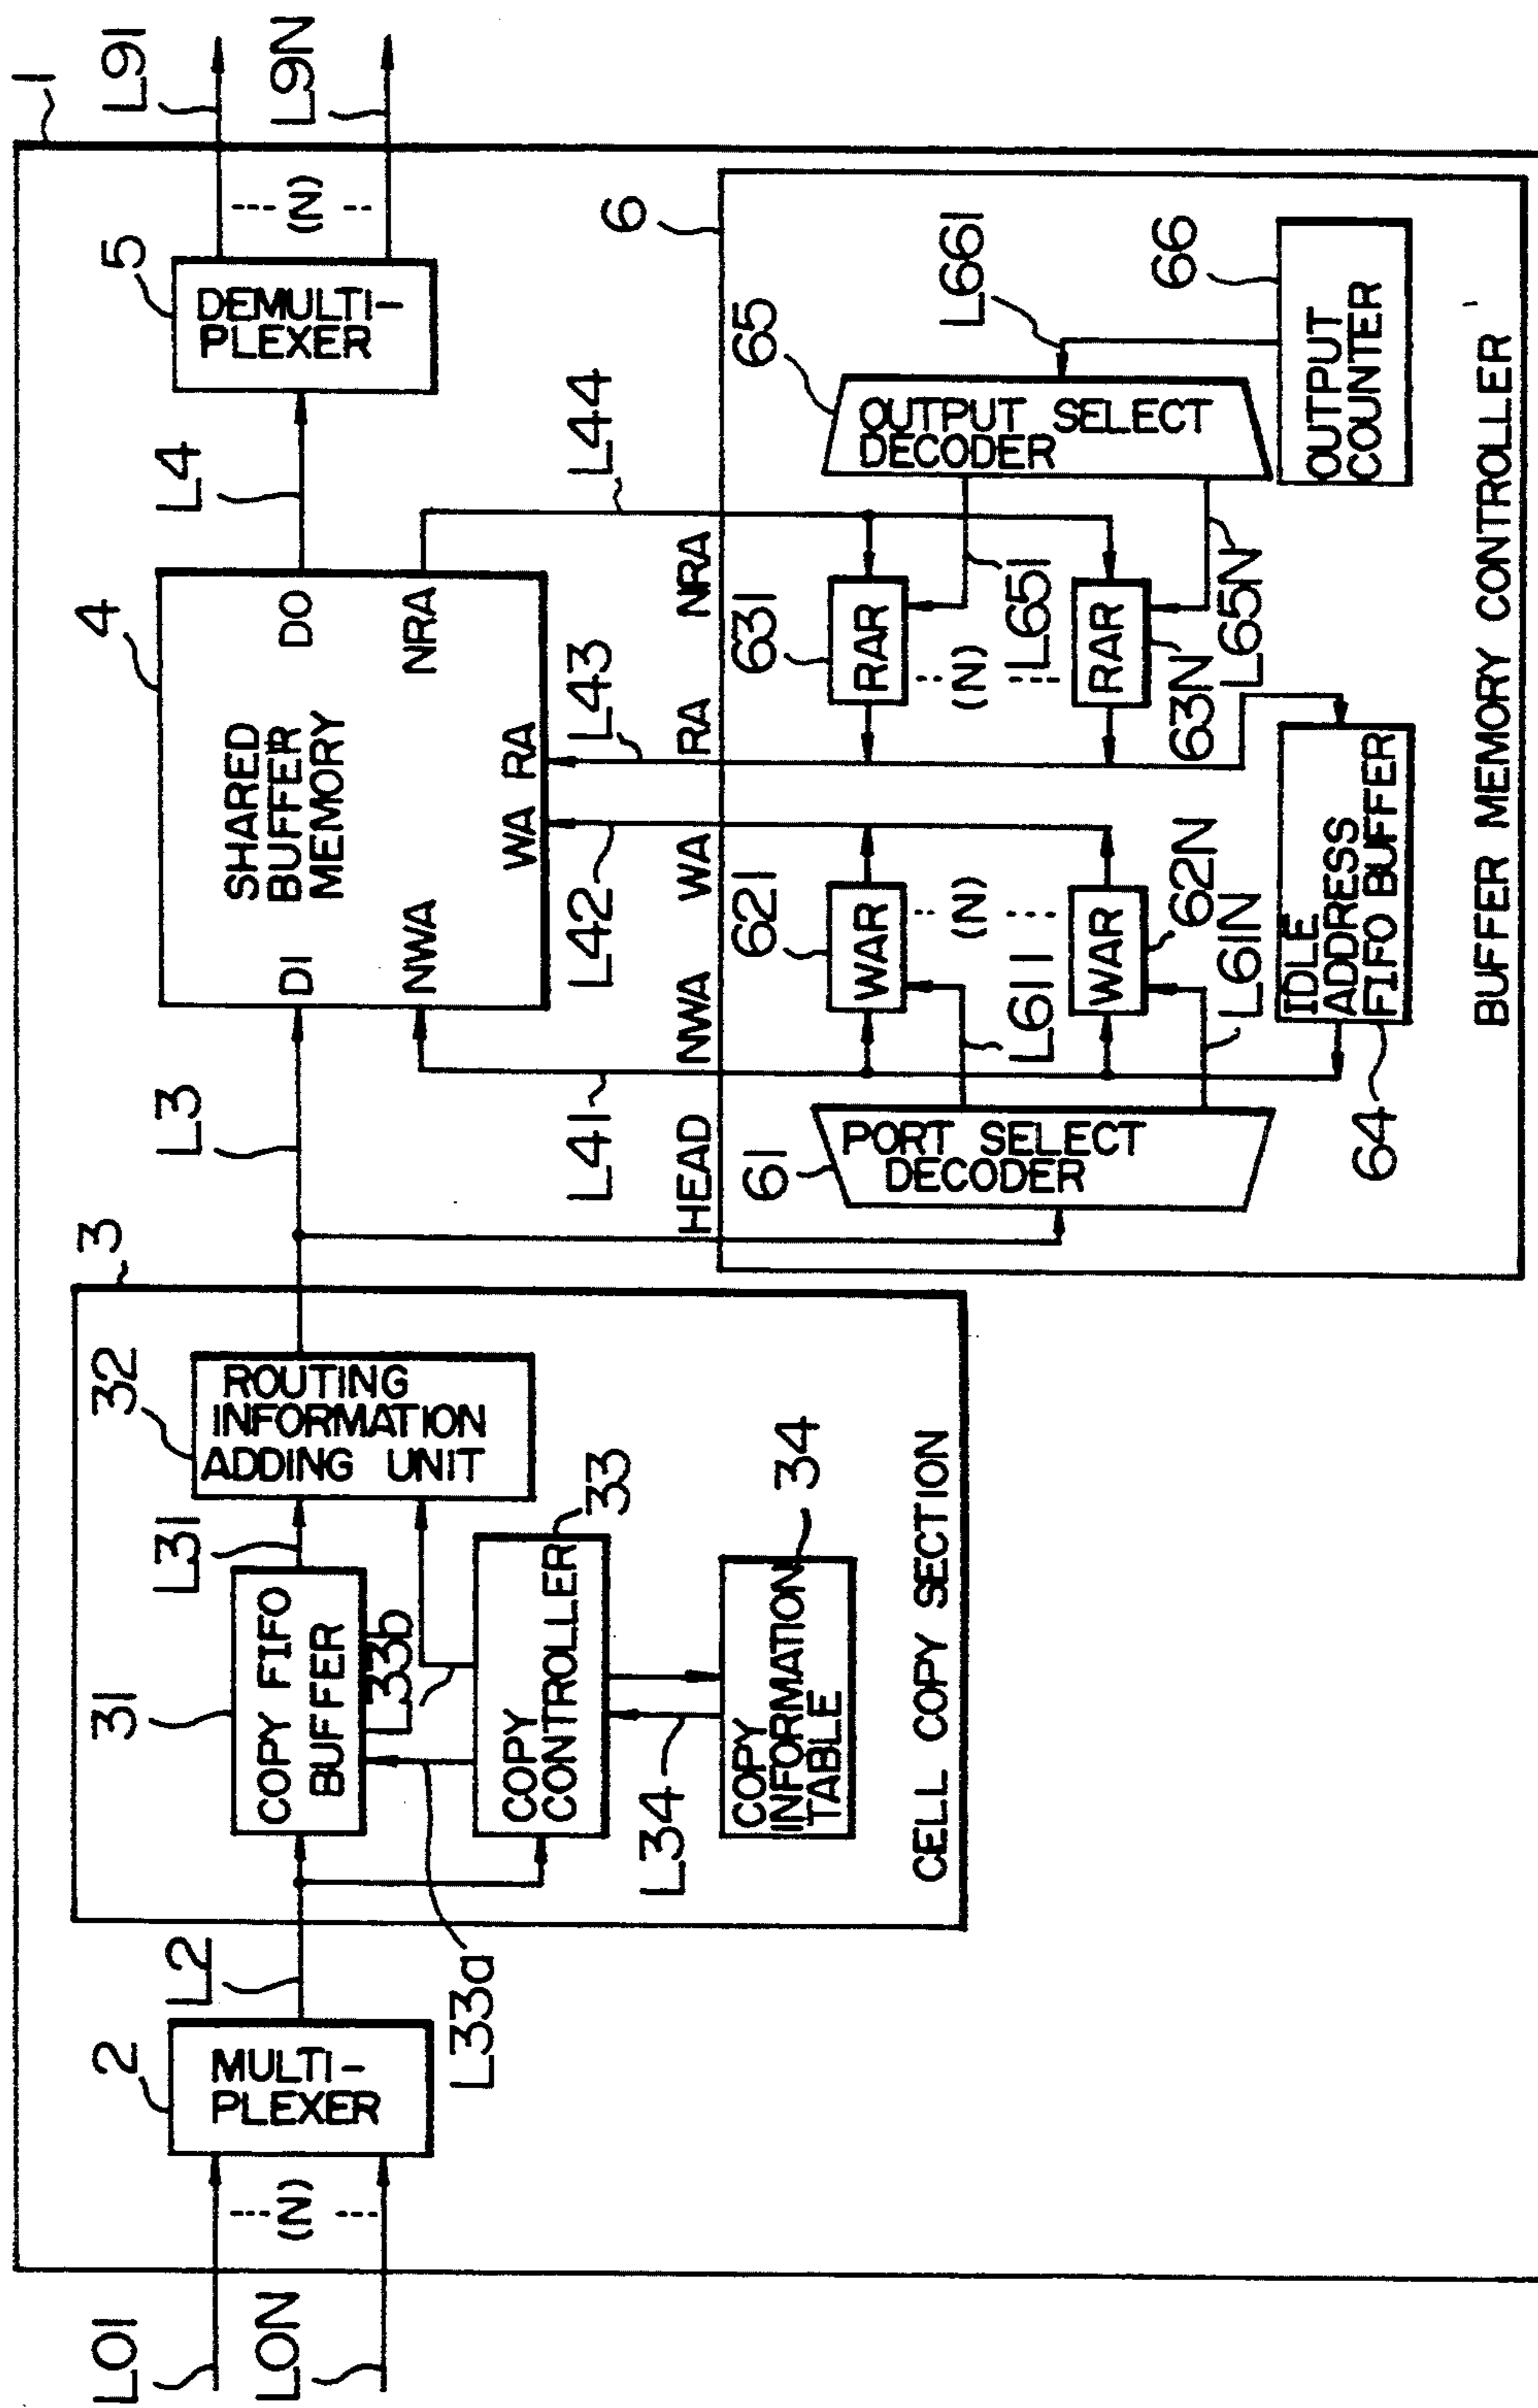 1
L01
L0N
(N)
2
MULTI-
PLEXER
L2
3
31
COPY FIFO
BUFFER
L31
32
ROUTING
INFORMATION
ADDING UNIT
L33a
L33b
COPY
CONTROLLER
33
L34
COPY
INFORMATION
TABLE
34
CELL COPY SECTION
L3
4
SHARED
BUFFER
MEMORY
DI
DO
NWA
WA
RA
NRA
L4
5
DEMULTI-
PLEXER
(N)
L91
L9N
L41
L42
L43
L44
HEAD
NWA
WA
RA
NRA
6
61
PORT SELECT
DECODER
L611
L61N
621
WAR
(N)
WAR
62N
631
RAR
(N)
RAR
63N
L651
L65N
65
OUTPUT SELECT
DECODER
L661
66
OUTPUT
COUNTER
64
IDLE
ADDRESS
FIFO BUFFER
BUFFER MEMORY CONTROLLER